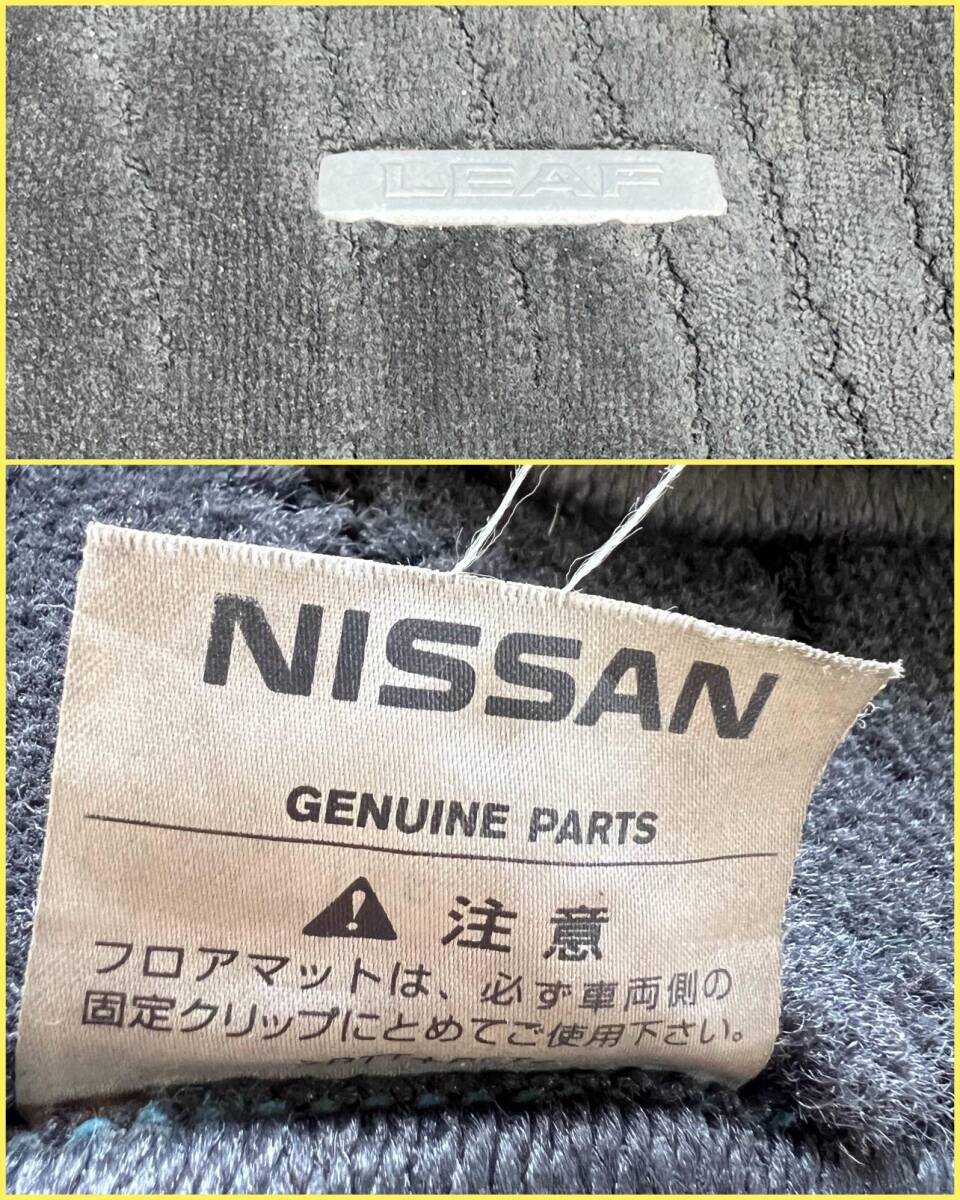 LEAF
NISSAN
GENUINE PARTS
注意
フロアマットは、必ず車両側の
固定クリップにとめてご使用下さい。